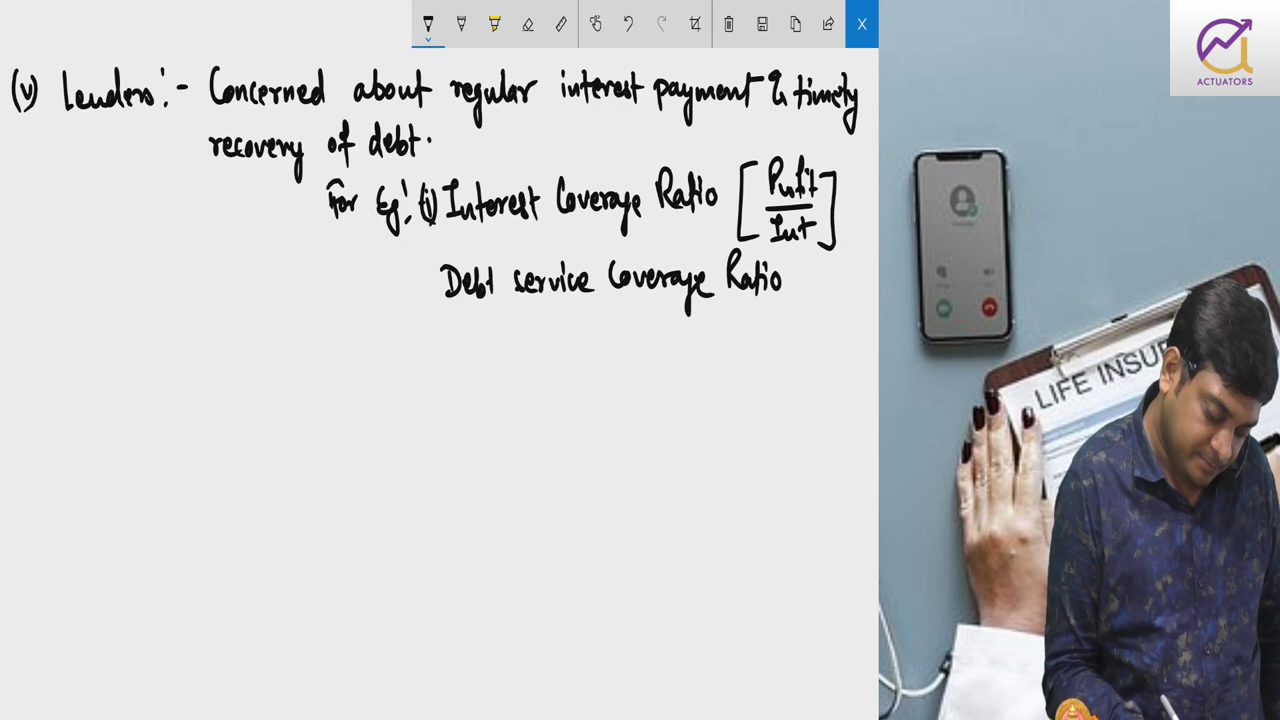 (v) Lenders:- Concerned about regular interest payment & timely
recovery of debt.
For Eg: (i) Interest Coverage Ratio [Profit/Int]
Debt service Coverage Ratio
ACTUATORS
LIFE INSU